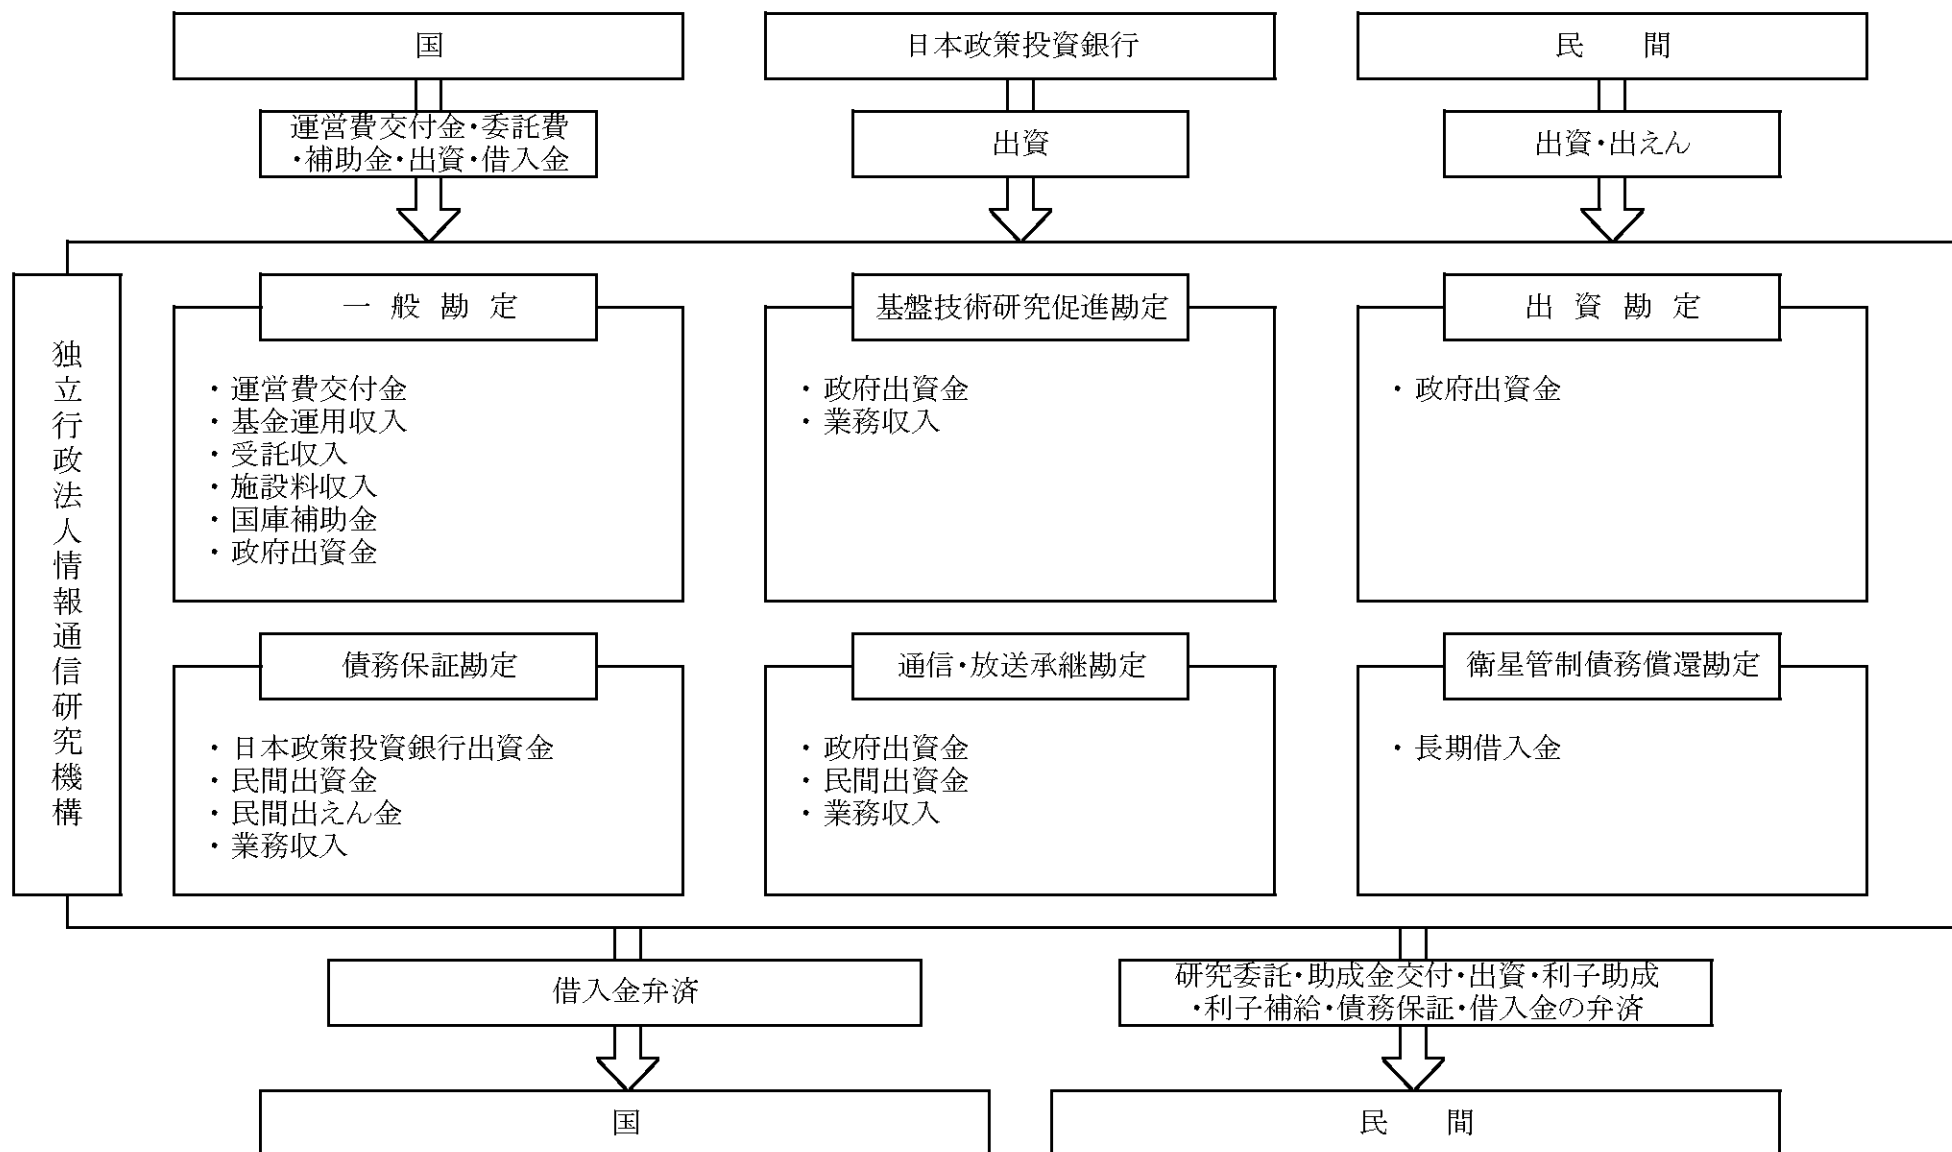 国
日本政策投資銀行
民　間
運営費交付金・委託費
・補助金・出資・借入金
出資
出資・出えん
独立行政法人情報通信研究機構
一般勘定
・運営費交付金
・基金運用収入
・受託収入
・施設料収入
・国庫補助金
・政府出資金
基盤技術研究促進勘定
・政府出資金
・業務収入
出資勘定
・政府出資金
債務保証勘定
・日本政策投資銀行出資金
・民間出資金
・民間出えん金
・業務収入
通信・放送承継勘定
・政府出資金
・民間出資金
・業務収入
衛星管制債務償還勘定
・長期借入金
借入金弁済
研究委託・助成金交付・出資・利子助成
・利子補給・債務保証・借入金の弁済
国
民　間